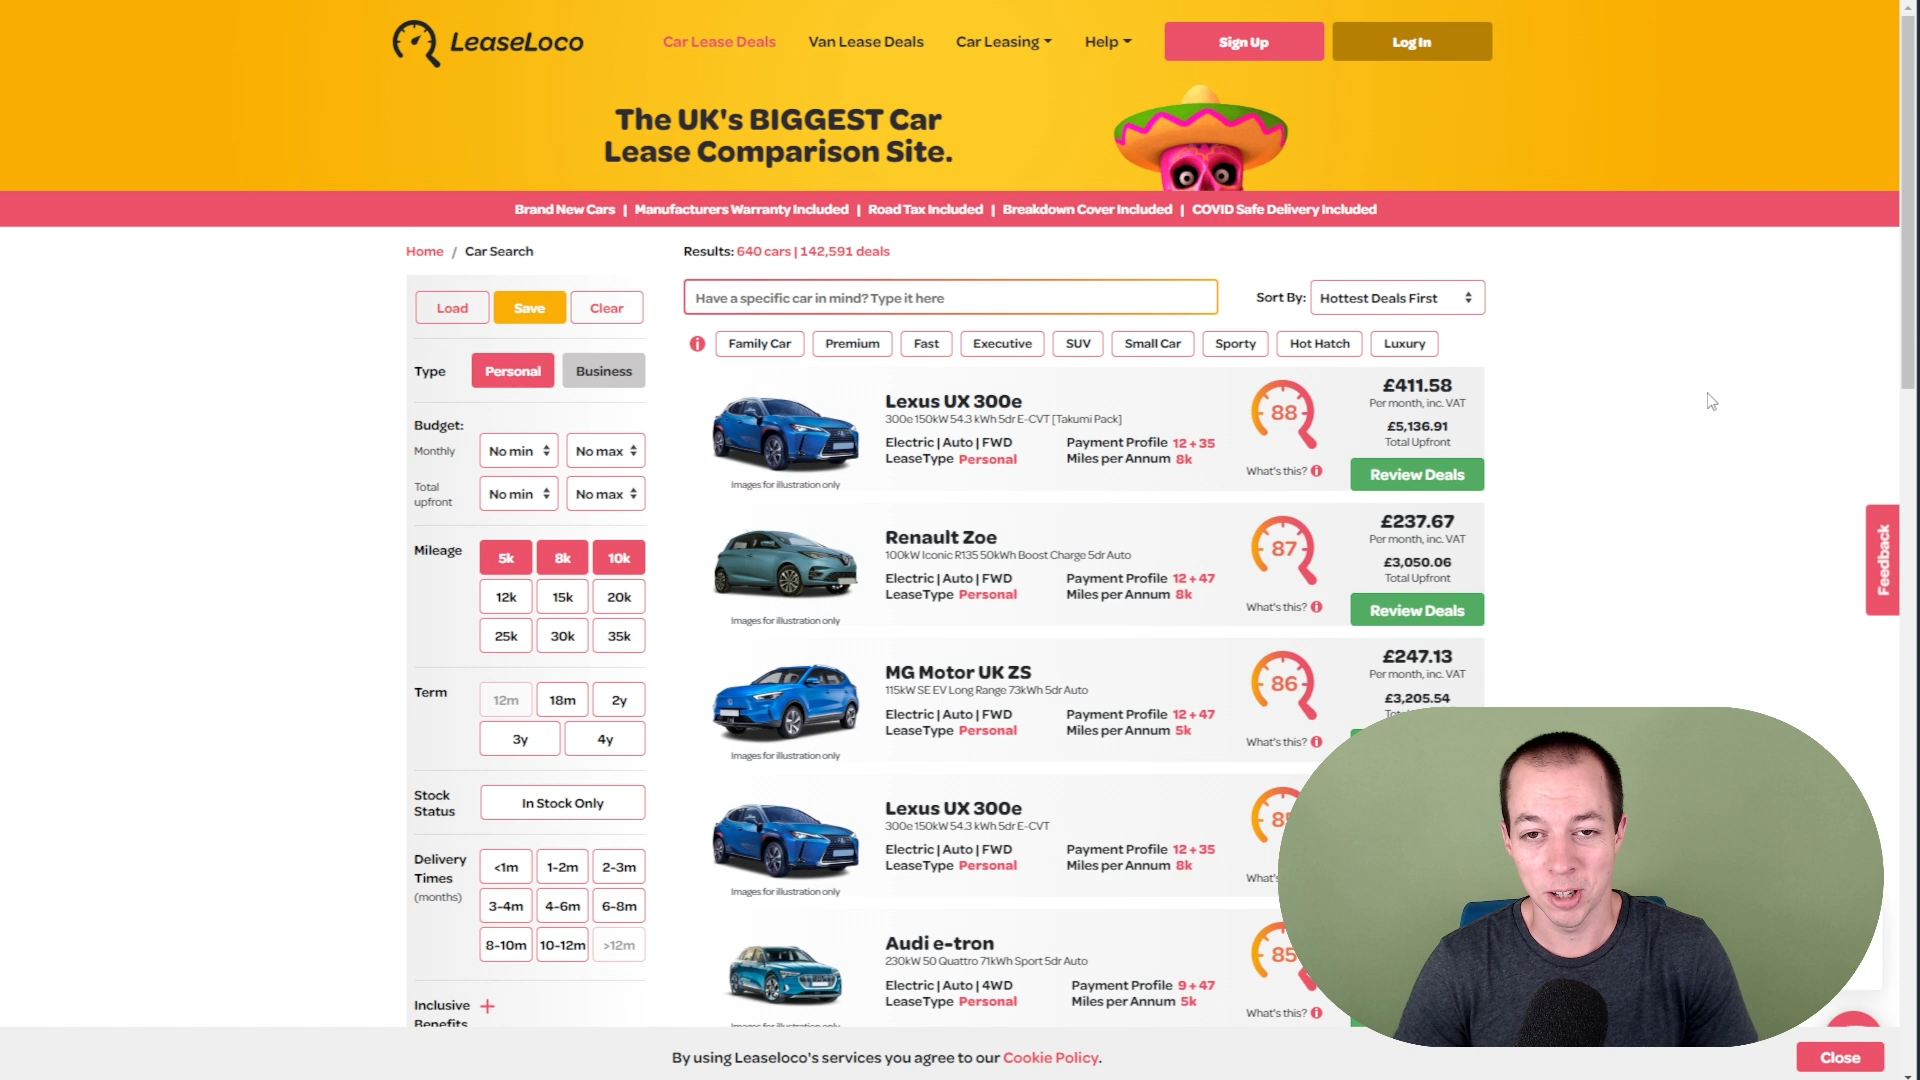 LeaseLoco
Car Lease Deals
Van Lease Deals
Car Leasing
Help
Sign Up
Log In
The UK's BIGGEST Car
Lease Comparison Site.
Brand New Cars | Manufacturers Warranty Included | Road Tax Included | Breakdown Cover Included | COVID Safe Delivery Included
Home / Car Search
Results: 640 cars | 142,591 deals
Load
Save
Clear
Have a specific car in mind? Type it here
Sort By: Hottest Deals First
Family Car
Premium
Fast
Executive
SUV
Small Car
Sporty
Hot Hatch
Luxury
Type Personal Business
Budget:
Monthly No min No max
Total
upfront No min No max
Mileage 5k 8k 10k
12k 15k 20k
25k 30k 35k
Term 12m 18m 2y
3y 4y
Stock
Status In Stock Only
Delivery
Times
(months)
<1m 1-2m 2-3m
3-4m 4-6m 6-8m
8-10m 10-12m >12m
Inclusive
Benefits
Lexus UX 300e
300e 150kW 54.3 kWh 5dr E-CVT [Takumi Pack]
Electric | Auto | FWD Payment Profile 12 + 35
LeaseType Personal Miles per Annum 8k
Images for illustration only
88
What's this?
£411.58
Per month, inc. VAT
£5,136.91
Total Upfront
Review Deals
Renault Zoe
100kW Iconic R135 50kWh Boost Charge 5dr Auto
Electric | Auto | FWD Payment Profile 12 + 47
LeaseType Personal Miles per Annum 8k
Images for illustration only
87
What's this?
£237.67
Per month, inc. VAT
£3,050.06
Total Upfront
Review Deals
MG Motor UK ZS
115kW SE EV Long Range 73kWh 5dr Auto
Electric | Auto | FWD Payment Profile 12 + 47
LeaseType Personal Miles per Annum 5k
Images for illustration only
86
What's this?
£247.13
Per month, inc. VAT
£3,205.54
Lexus UX 300e
300e 150kW 54.3 kWh 5dr E-CVT
Electric | Auto | FWD Payment Profile 12 + 35
LeaseType Personal Miles per Annum 8k
Images for illustration only
What's
Audi e-tron
230kW 50 Quattro 71kWh Sport 5dr Auto
Electric | Auto | 4WD Payment Profile 9 + 47
LeaseType Personal Miles per Annum 5k
Images for illustration only
85
What's this?
Feedback
By using Leaseloco's services you agree to our Cookie Policy.
Close